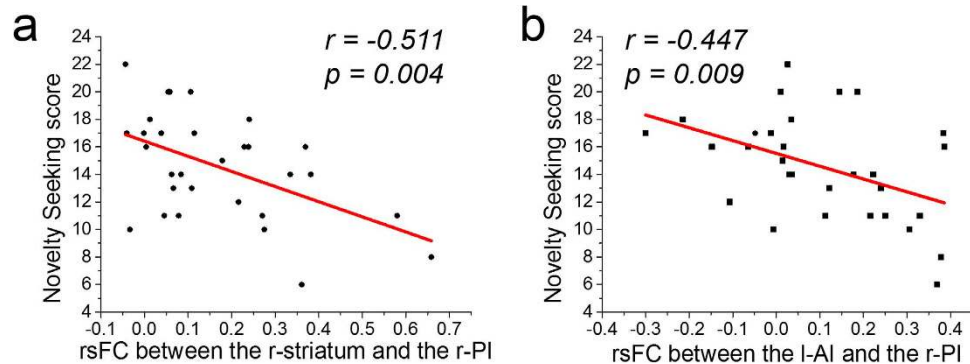 a
r = -0.511
p = 0.004
Novelty Seeking score
24
22
20
18
16
14
12
10
8
6
4
-0.1 0.0 0.1 0.2 0.3 0.4 0.5 0.6 0.7
rsFC between the r-striatum and the r-PI
b
r = -0.447
p = 0.009
Novelty Seeking score
24
22
20
18
16
14
12
10
8
6
4
-0.4 -0.3 -0.2 -0.1 0.0 0.1 0.2 0.3 0.4
rsFC between the l-AI and the r-PI